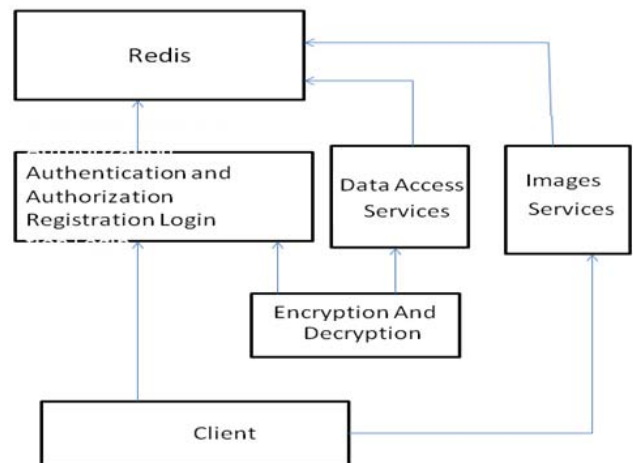 Redis
Authentication and
Authorization
Registration Login
Data Access
Services
Images
Services
Encryption And
Decryption
Client